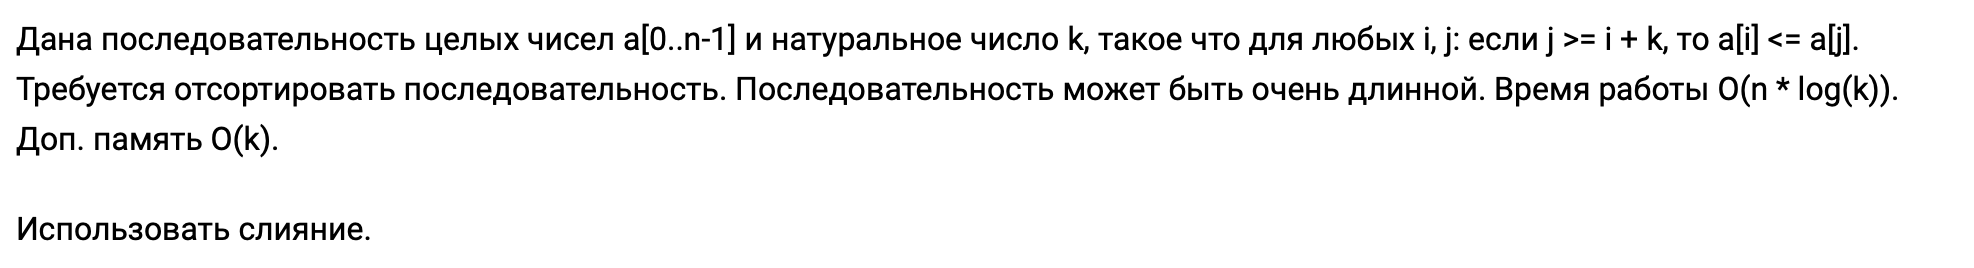 Дана последовательность целых чисел a[0..n-1] и натуральное число k, такое что для любых i, j: если j >= i + k, то a[i] <= a[j].
Требуется отсортировать последовательность. Последовательность может быть очень длинной. Время работы O(n * log(k)).
Доп. память O(k).
Использовать слияние.